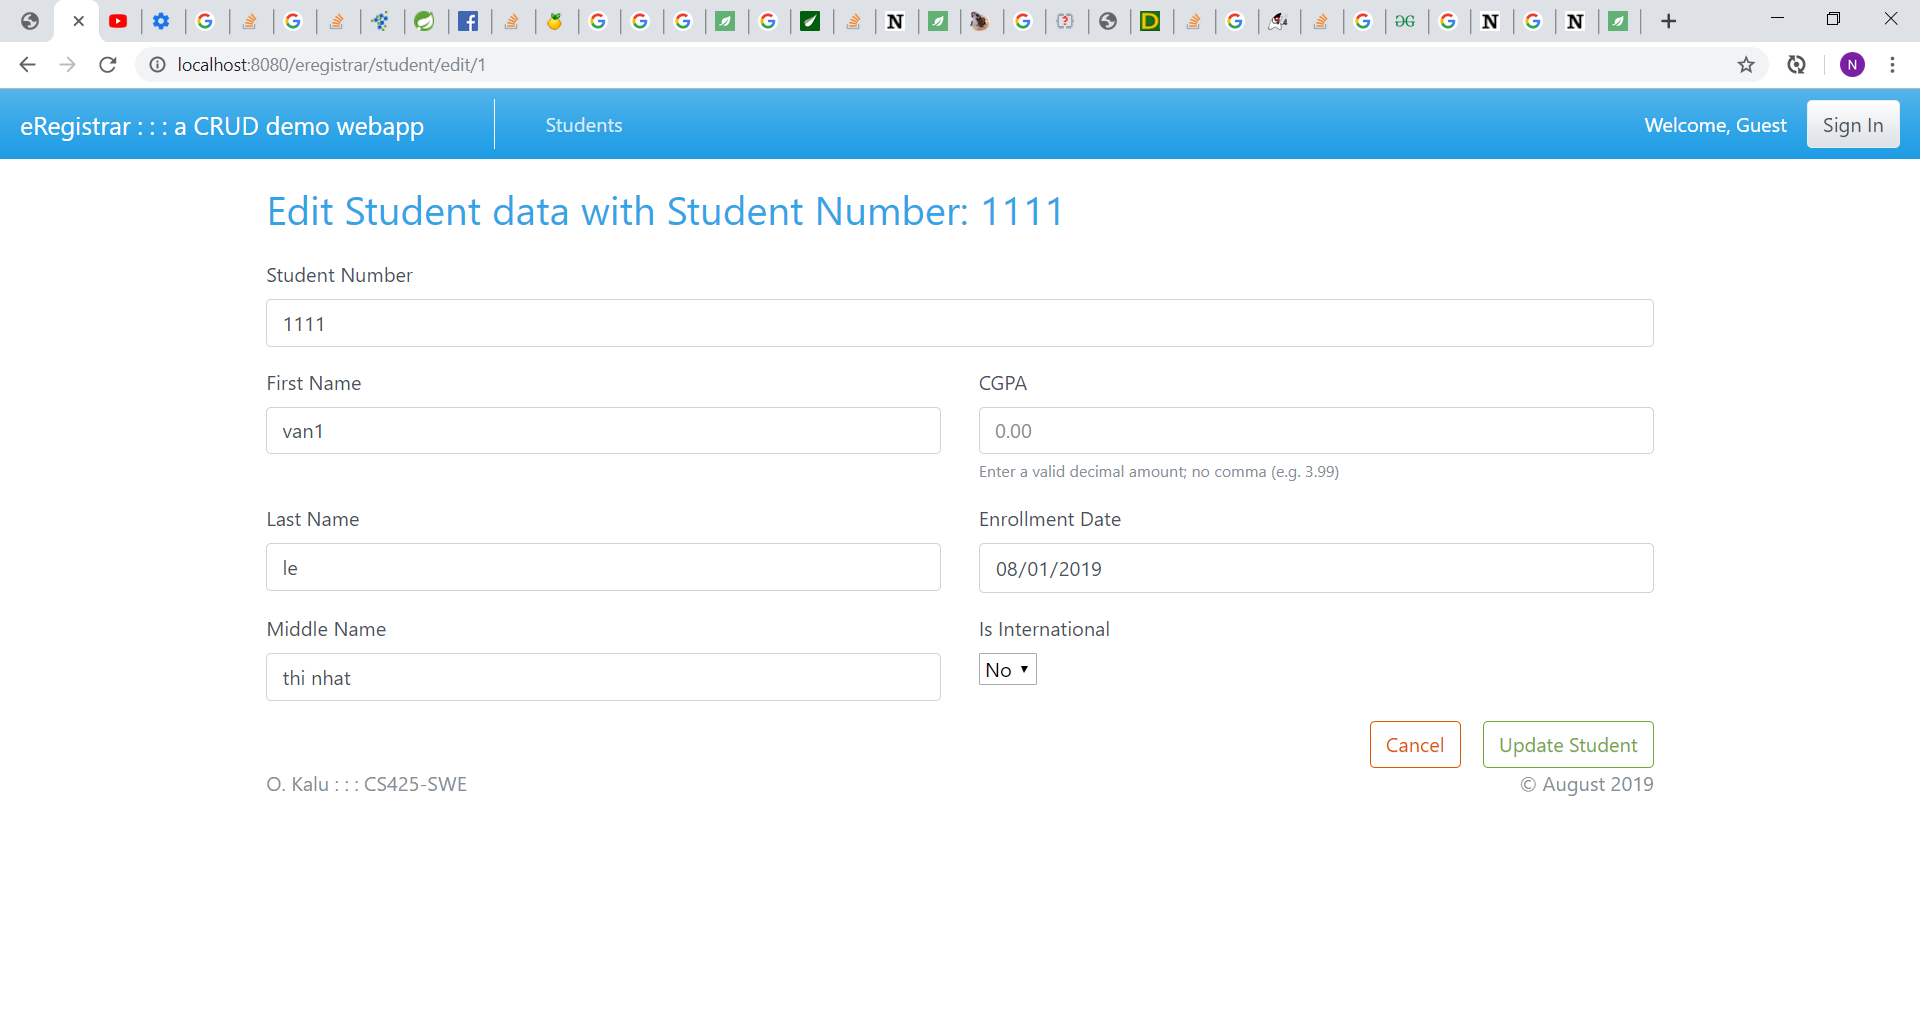 localhost:8080/eregistrar/student/edit/1
N
eRegistrar : : : a CRUD demo webapp
Students
Welcome, Guest
Sign In
Edit Student data with Student Number: 1111
Student Number
1111
First Name
CGPA
van1
0.00
Enter a valid decimal amount; no comma (e.g. 3.99)
Last Name
Enrollment Date
le
08/01/2019
Middle Name
Is International
thi nhat
No
Cancel
Update Student
O. Kalu : : : CS425-SWE
© August 2019